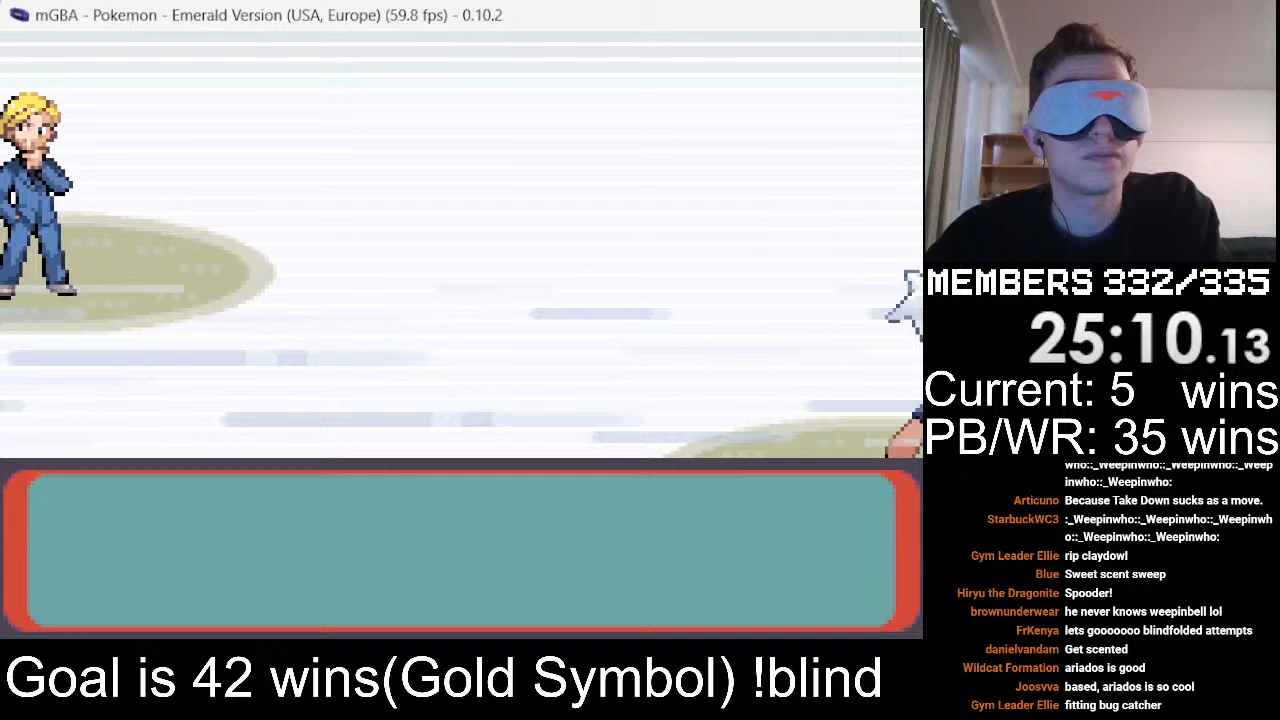 mGBA - Pokemon - Emerald Version (USA, Europe) (59.8 fps) - 0.10.2
MEMBERS 332/335
25:10.13
Current: 5 wins
PB/WR: 35 wins
who::_Weepinwho::_Weepinwho::_Weep
inwho::_Weepinwho:
Articuno Because Take Down sucks as a move.
StarbuckWC3 :_Weepinwho::_Weepinwho::_Weepinwh
o::_Weepinwho::_Weepinwho:
Gym Leader Ellie rip claydowl
Blue Sweet scent sweep
Hiryu the Dragonite Spooder!
brownunderwear he never knows weepinbell lol
FrKenya lets gooooooo blindfolded attempts
danielvandam Get scented
Wildcat Formation ariados is good
Joosvva based, ariados is so cool
Gym Leader Ellie fitting bug catcher
Goal is 42 wins(Gold Symbol) !blind